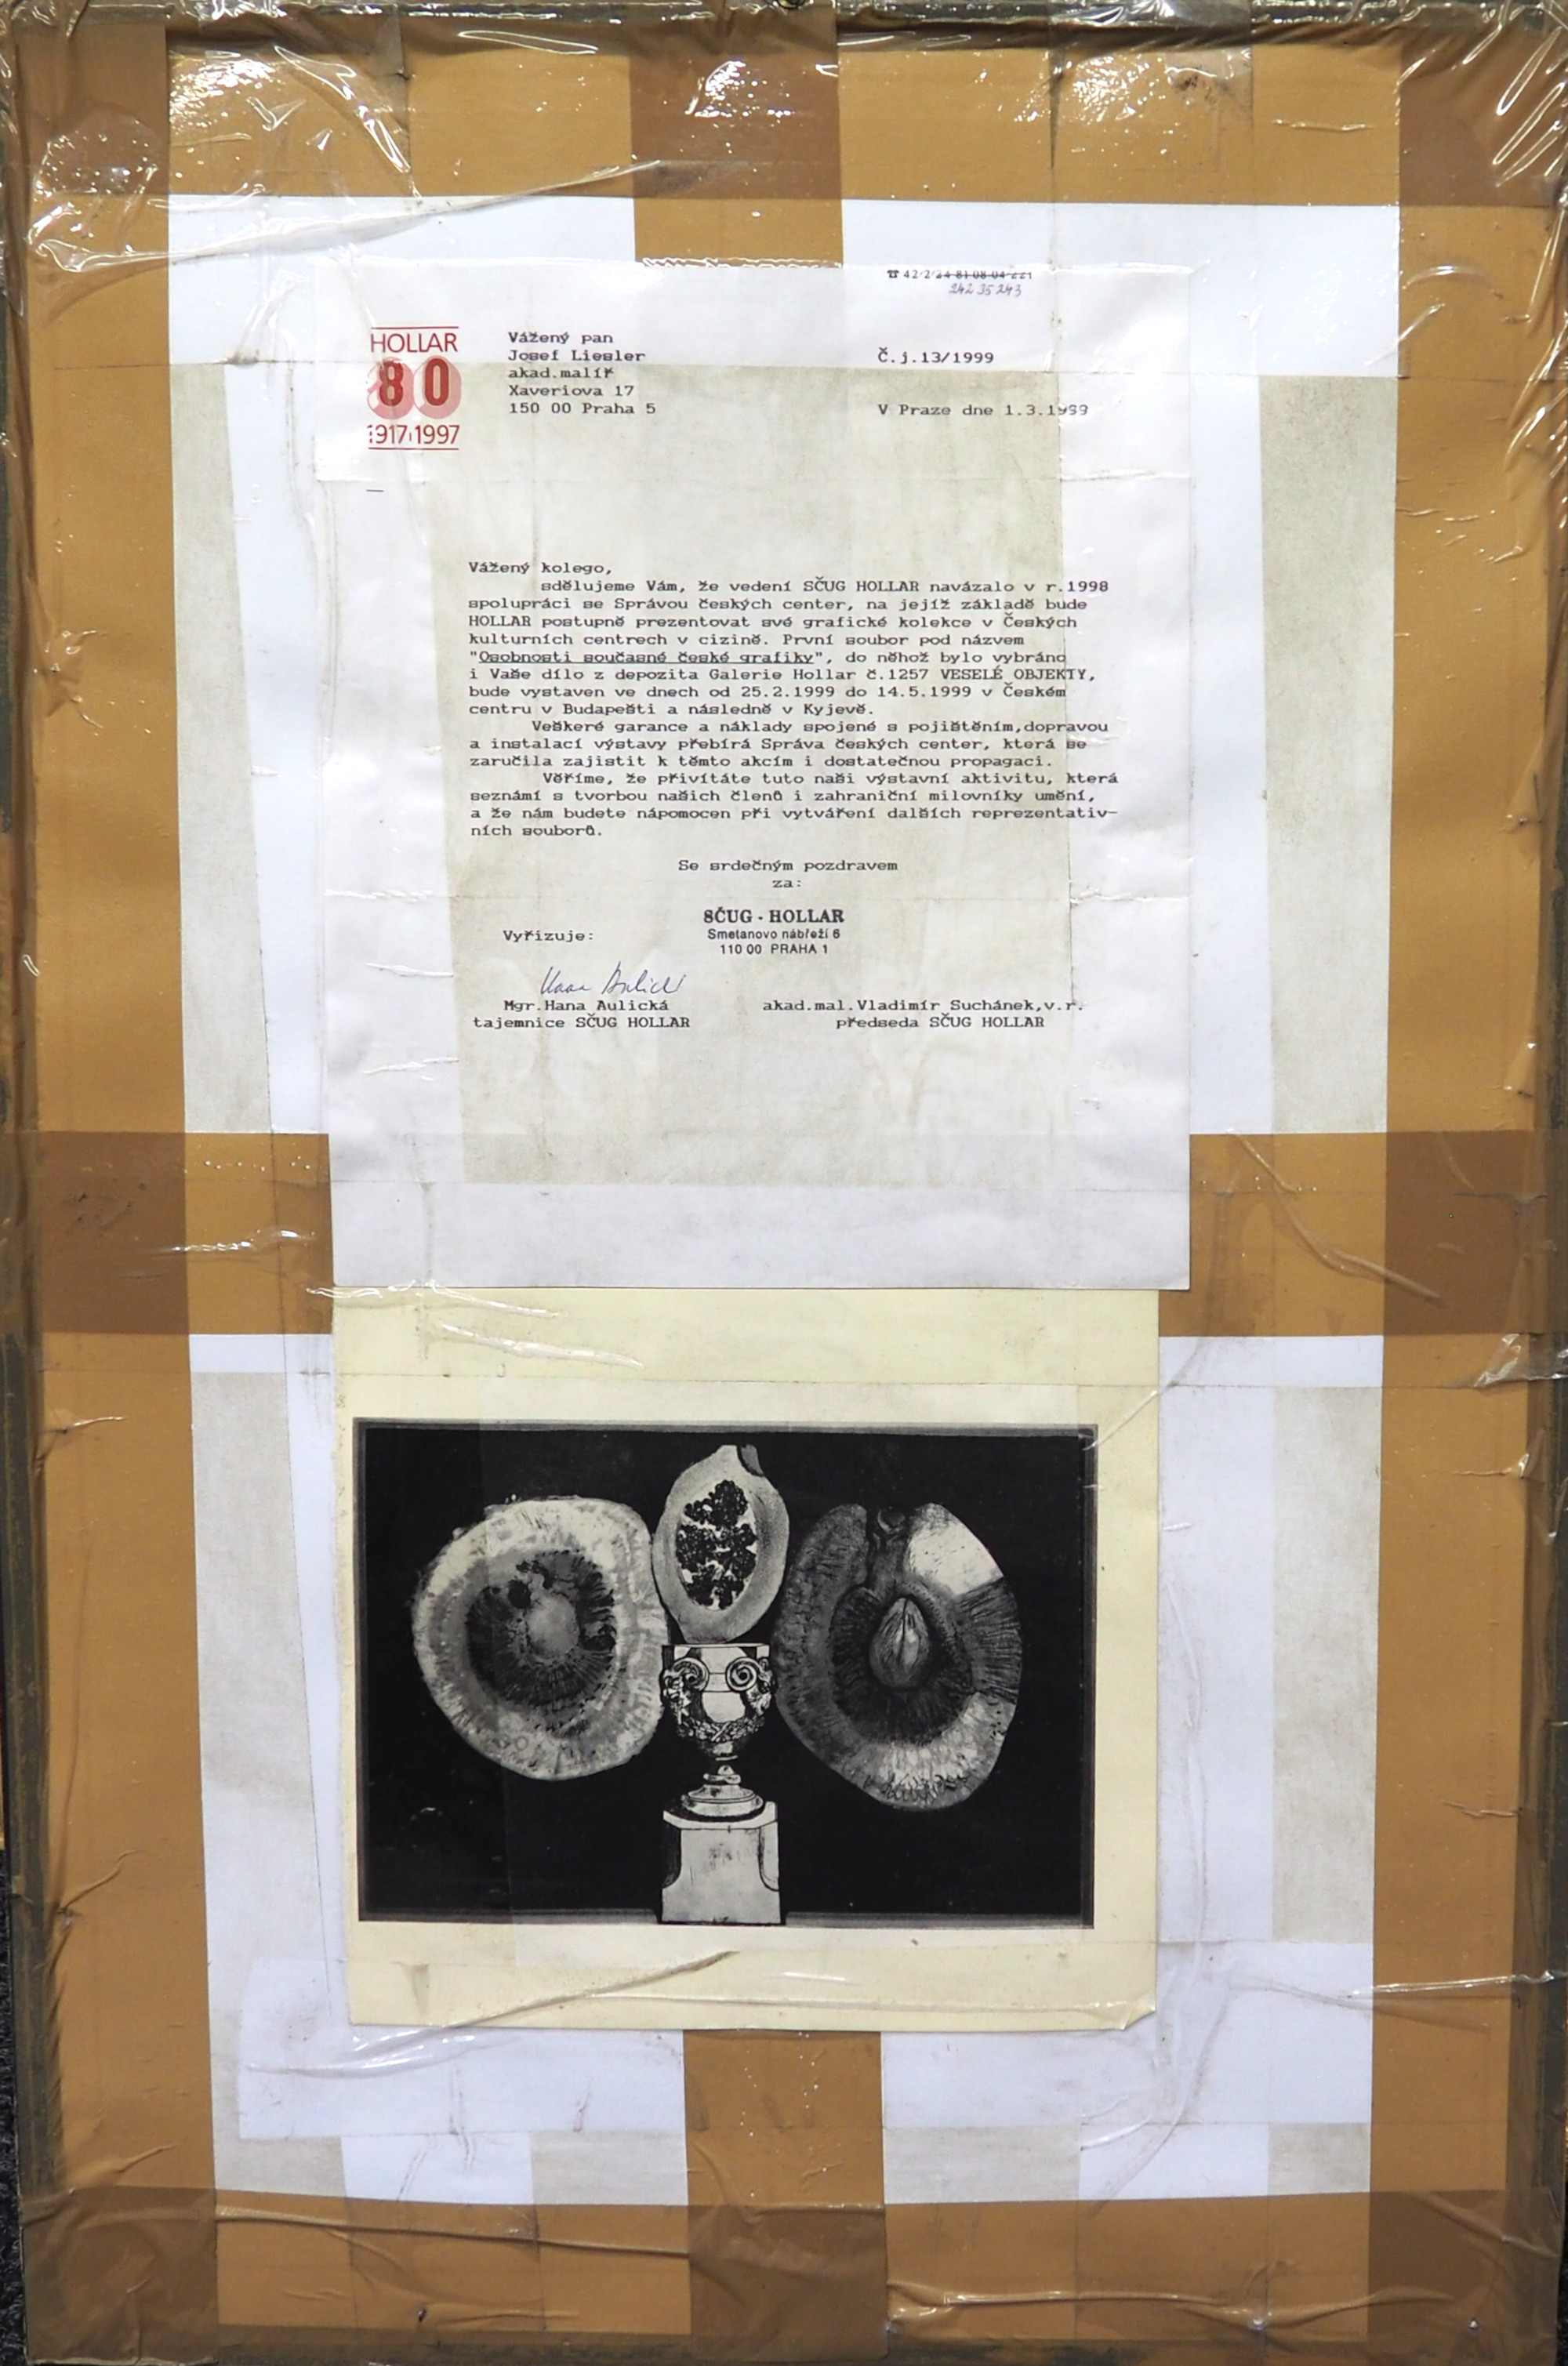 ☎ 42/2/24 81 08 04/221
242 35 243
HOLLAR
80
1917 1997
Vážený pan
Josef Liesler
akad.malíř
Xaveriova 17
150 00 Praha 5
Č.j.13/1999
V Praze dne 1.3.1999
Vážený kolego,
sdělujeme Vám, že vedení SČUG HOLLAR navázalo v r.1998
spolupráci se Správou českých center, na jejíž základě bude
HOLLAR postupně prezentovat své grafické kolekce v Českých
kulturních centrech v cizině. První soubor pod názvem
"Osobnosti současné české grafiky", do něhož bylo vybráno
i Vaše dílo z depozita Galerie Hollar č.1257 VESELÉ OBJEKTY,
bude vystaven ve dnech od 25.2.1999 do 14.5.1999 v Českém
centru v Budapešti a následně v Kyjevě.
Veškeré garance a náklady spojené s pojištěním,dopravou
a instalací výstavy přebírá Správa českých center, která se
zaručila zajistit k těmto akcím i dostatečnou propagaci.
Věříme, že přivítáte tuto naši výstavní aktivitu, která
seznámí s tvorbou našich členů i zahraniční milovníky umění,
a že nám budete nápomocen při vytváření dalších reprezentativ-
ních souborů.
Se srdečným pozdravem
za:
SČUG - HOLLAR
Smetanovo nábřeží 6
110 00 PRAHA 1
Vyřizuje:
Hana Aulická
Mgr.Hana Aulická
tajemnice SČUG HOLLAR
akad.mal.Vladimír Suchánek,v.r.
předseda SČUG HOLLAR